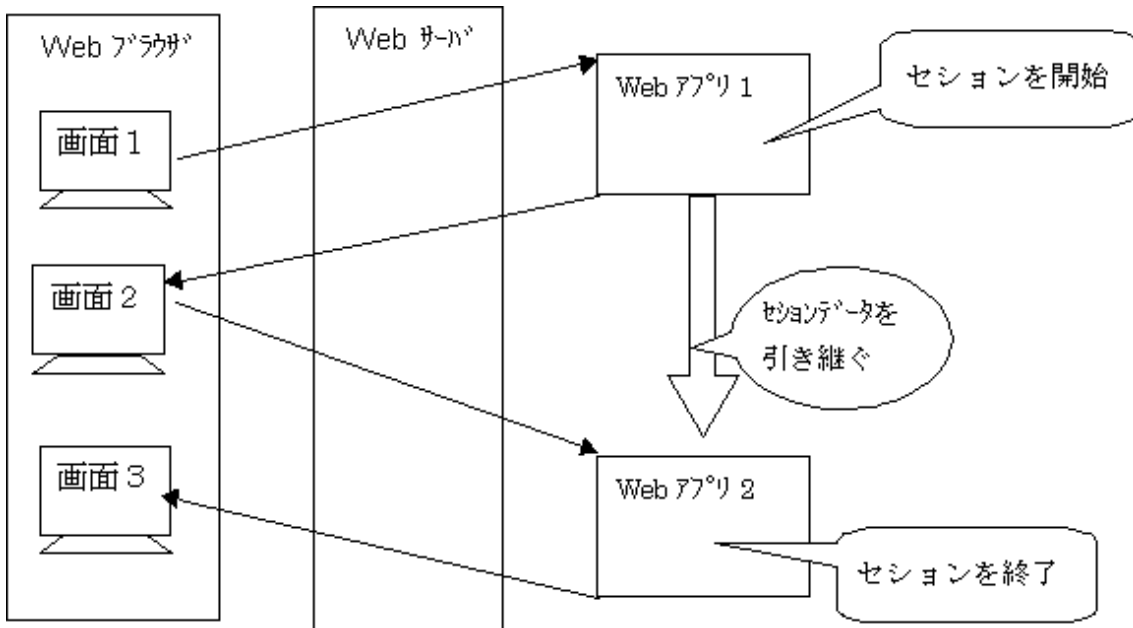 Web ﾌﾞﾗｳｻﾞ
Web ｻｰﾊﾞ
Web ｱﾌﾟﾘ 1
セションを開始
画面１
画面２
ｾｼｮﾝﾃﾞｰﾀを
引き継ぐ
画面３
Web ｱﾌﾟﾘ 2
セションを終了